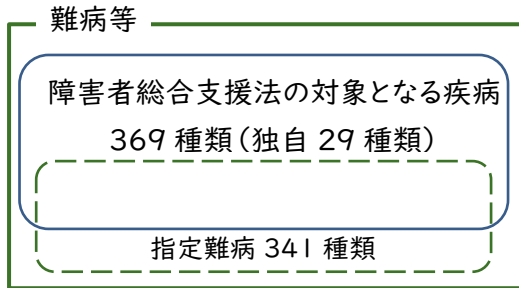 難病等
障害者総合支援法の対象となる疾病
369 種類(独自 29 種類)
指定難病 341 種類